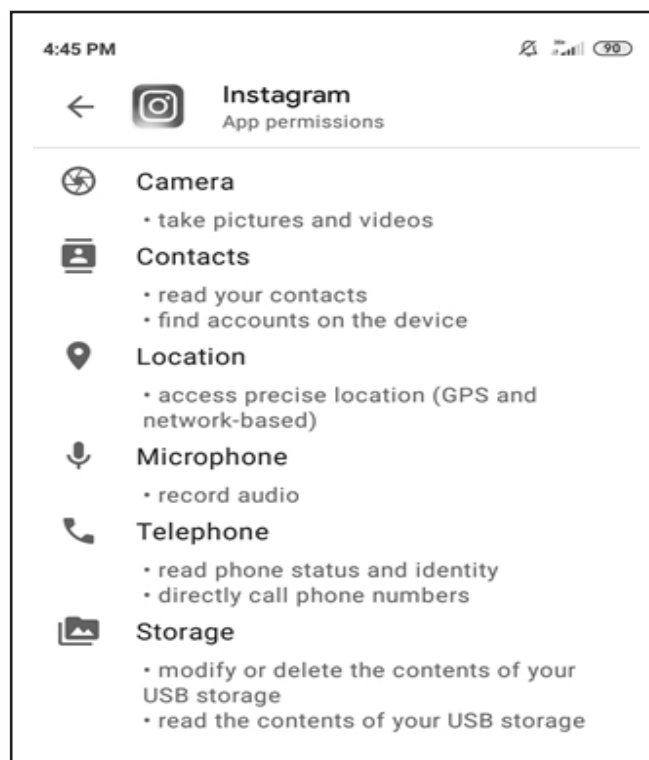 4:45 PM
90
Instagram
App permissions
Camera
• take pictures and videos
Contacts
• read your contacts
• find accounts on the device
Location
• access precise location (GPS and
network-based)
Microphone
• record audio
Telephone
• read phone status and identity
• directly call phone numbers
Storage
• modify or delete the contents of your
USB storage
• read the contents of your USB storage